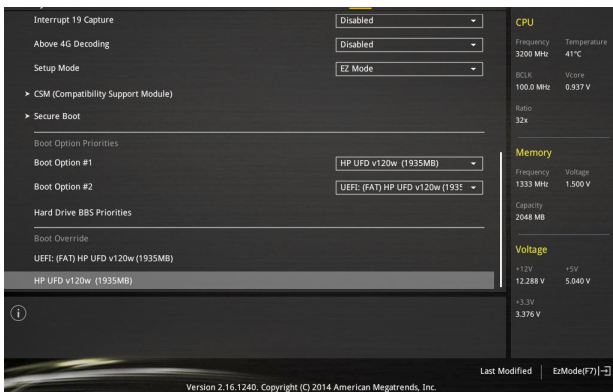 Interrupt 19 Capture Disabled
Above 4G Decoding Disabled
Setup Mode EZ Mode
CSM (Compatibility Support Module)
Secure Boot
Boot Option Priorities
Boot Option #1 HP UFD v120w (1935MB)
Boot Option #2 UEFI: (FAT) HP UFD v120w (1935
Hard Drive BBS Priorities
Boot Override
UEFI: (FAT) HP UFD v120w (1935MB)
HP UFD v120w (1935MB)
CPU
Frequency Temperature
3200 MHz 41°C
BCLK Vcore
100.0 MHz 0.937 V
Ratio
32x
Memory
Frequency Voltage
1333 MHz 1.500 V
Capacity
2048 MB
Voltage
+12V +5V
12.288 V 5.040 V
+3.3V
3.376 V
Last Modified EzMode(F7)
Version 2.16.1240. Copyright (C) 2014 American Megatrends, Inc.